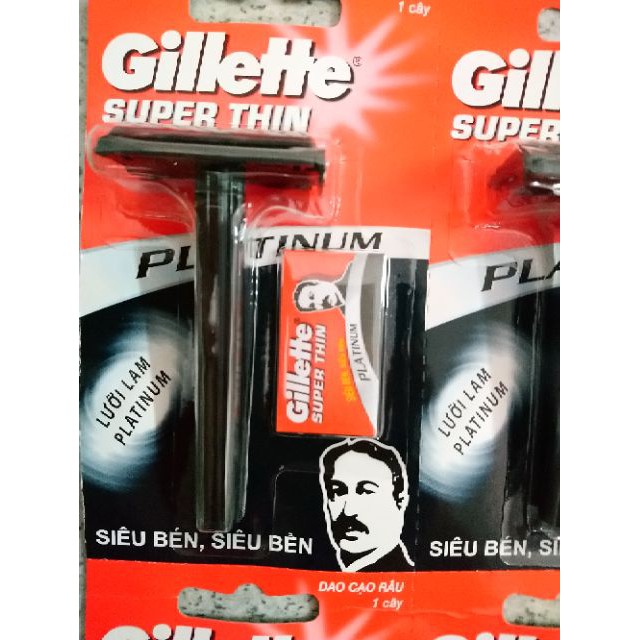 1 cây
Gillette®
SUPER THIN
PLATINUM
LƯỠI LAM
PLATINUM
Gillette®
SUPER THIN
PLATINUM
SIÊU BÉN, SIÊU BỀN
DAO CẠO RÂU
1 cây
Gill
SUPER
PLA
LƯỠI LAM
PLATINUM
SIÊU BÉN, SI
Gillette
Gill